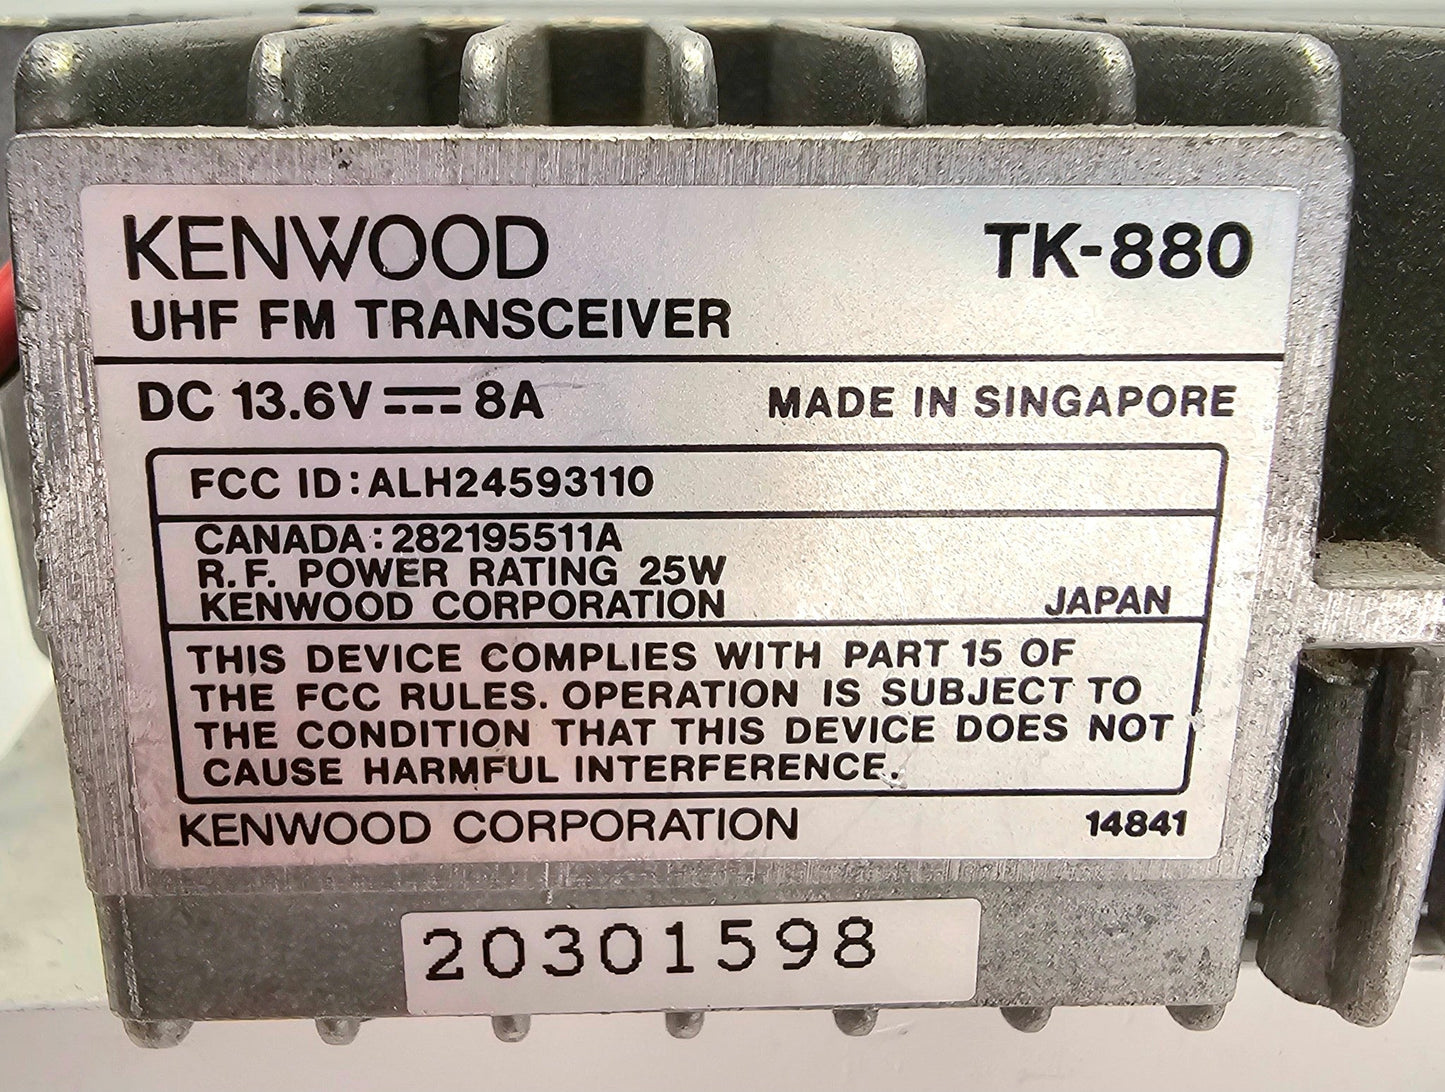 KENWOOD TK-880
UHF FM TRANSCEIVER
DC 13.6V ⎓ 8A MADE IN SINGAPORE
FCC ID:ALH24593110
CANADA:282195511A
R.F. POWER RATING 25W
KENWOOD CORPORATION JAPAN
THIS DEVICE COMPLIES WITH PART 15 OF
THE FCC RULES. OPERATION IS SUBJECT TO
THE CONDITION THAT THIS DEVICE DOES NOT
CAUSE HARMFUL INTERFERENCE.
KENWOOD CORPORATION 14841
20301598